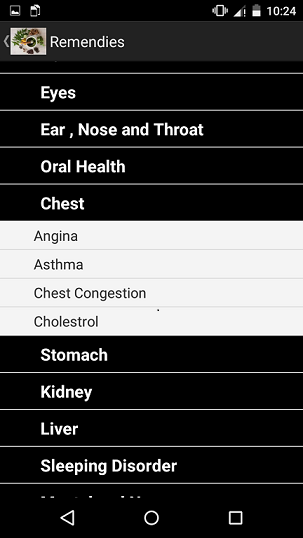 10:24
Remendies
Eyes
Ear , Nose and Throat
Oral Health
Chest
Angina
Asthma
Chest Congestion
Cholestrol
Stomach
Kidney
Liver
Sleeping Disorder